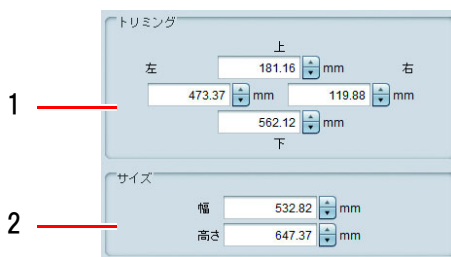 トリミング
上
左 181.16 mm 右
1 473.37 mm 119.88 mm
562.12 mm
下
サイズ
幅 532.82 mm
2
高さ 647.37 mm